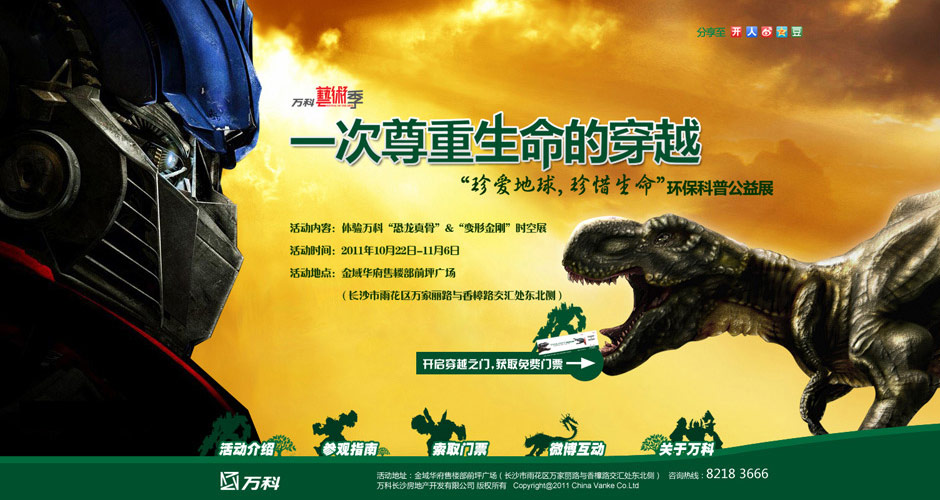 分享至 开 人 豆
万科藝術季
一次尊重生命的穿越
“珍爱地球,珍惜生命”环保科普公益展
活动内容：体验万科“恐龙真骨”&“变形金刚”时空展
活动时间：2011年10月22日-11月6日
活动地点：金域华府售楼部前坪广场
（长沙市雨花区万家丽路与香樟路交汇处东北侧）
开启穿越之门,获取免费门票
活动介绍 参观指南 索取门票 微博互动 关于万科
万科
活动地址：金域华府售楼部前坪广场（长沙市雨花区万家丽路与香樟路交汇处东北侧） 咨询热线：8218 3666
万科长沙房地产开发有限公司 版权所有 Copyright@2011 China Vanke Co.Ltd